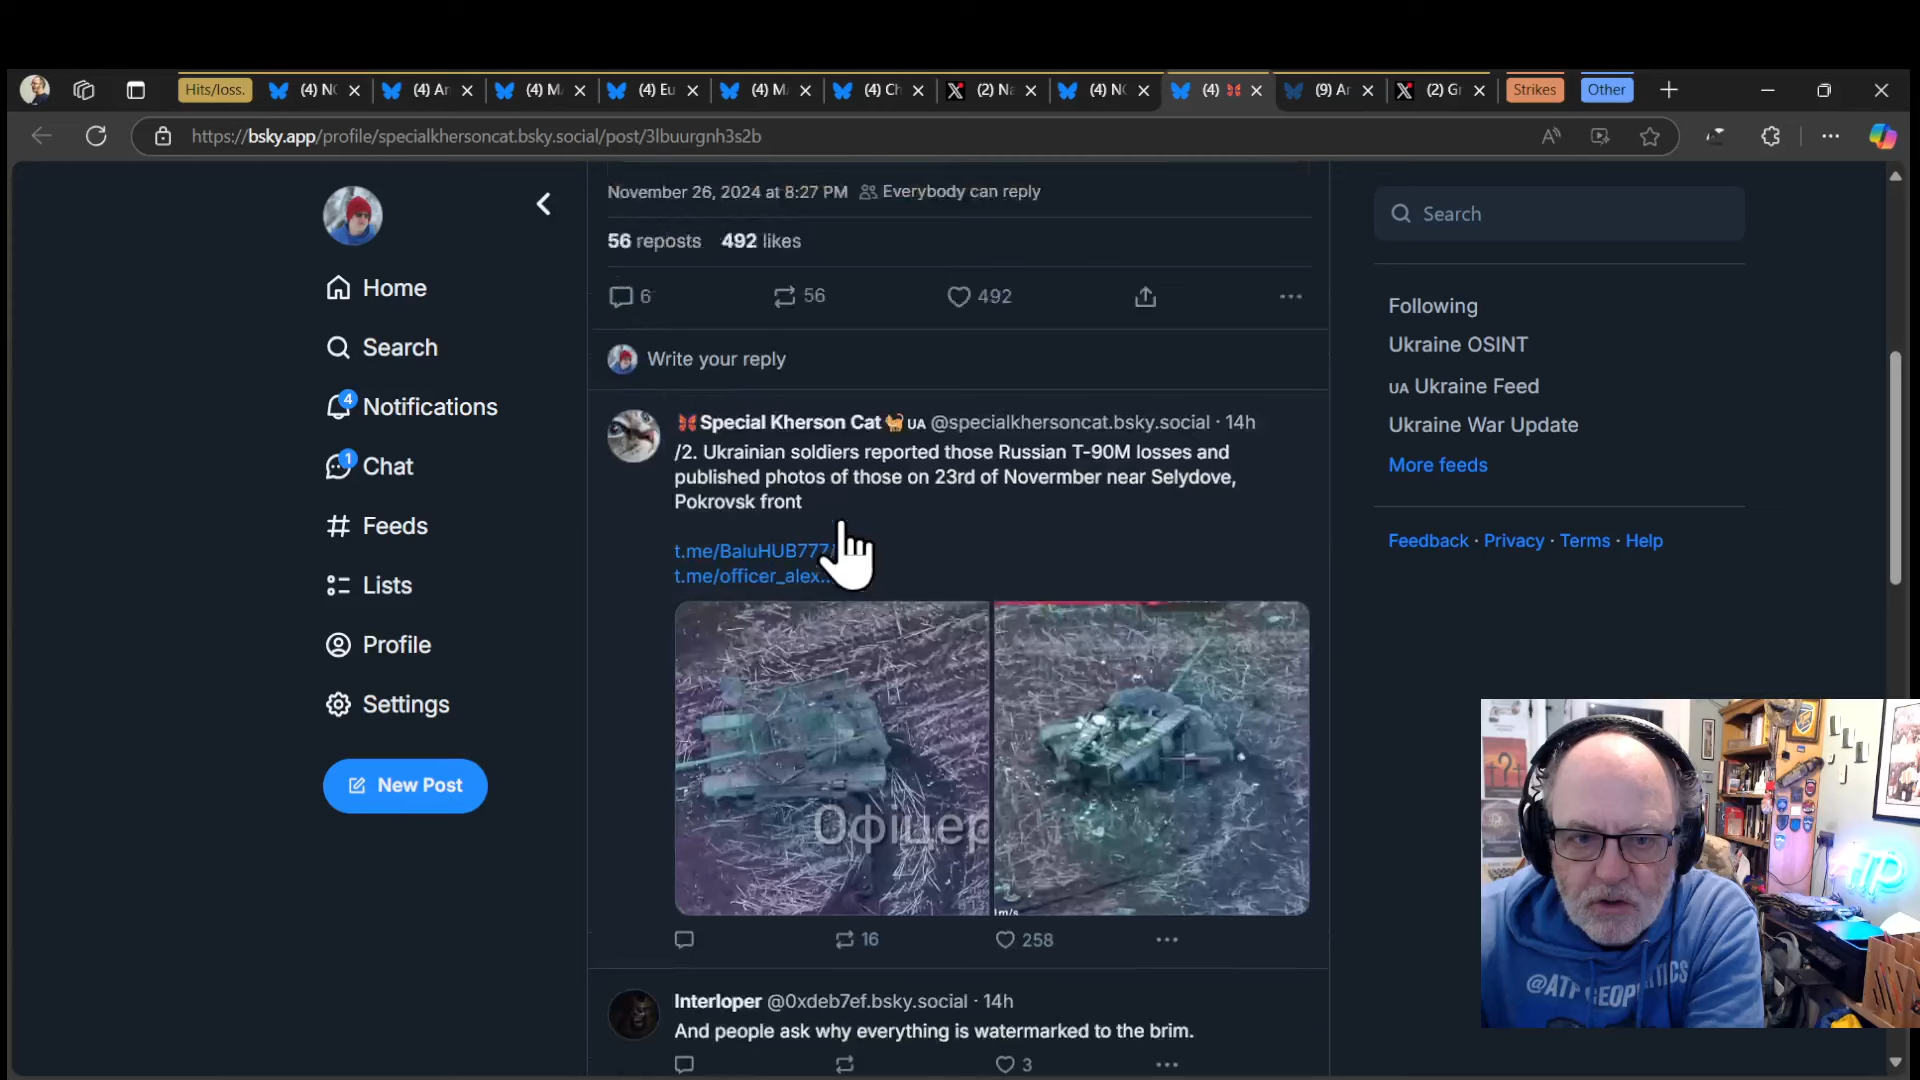 Hits/loss.
(4) NC
(4) Ar
(4) M
(4) Eu
(4) M
(4) Ch
(2) Na
(4) NC
(4)
(9) Ar
(2) Gr
Strikes
Other
https://bsky.app/profile/specialkhersoncat.bsky.social/post/3lbuurgnh3s2b
November 26, 2024 at 8:27 PM Everybody can reply
56 reposts 492 likes
6 56 492
Write your reply
Special Kherson Cat UA @specialkhersoncat.bsky.social · 14h
/2. Ukrainian soldiers reported those Russian T-90M losses and
published photos of those on 23rd of Novermber near Selydove,
Pokrovsk front
t.me/BaluHUB777/
t.me/officer_alex...
Офіцер
1m/s
16 258
Interloper @0xdeb7ef.bsky.social · 14h
And people ask why everything is watermarked to the brim.
3
Home
Search
4
Notifications
1
Chat
Feeds
Lists
Profile
Settings
New Post
Search
Following
Ukraine OSINT
UA Ukraine Feed
Ukraine War Update
More feeds
Feedback · Privacy · Terms · Help
@ATP GEOPOLITICS